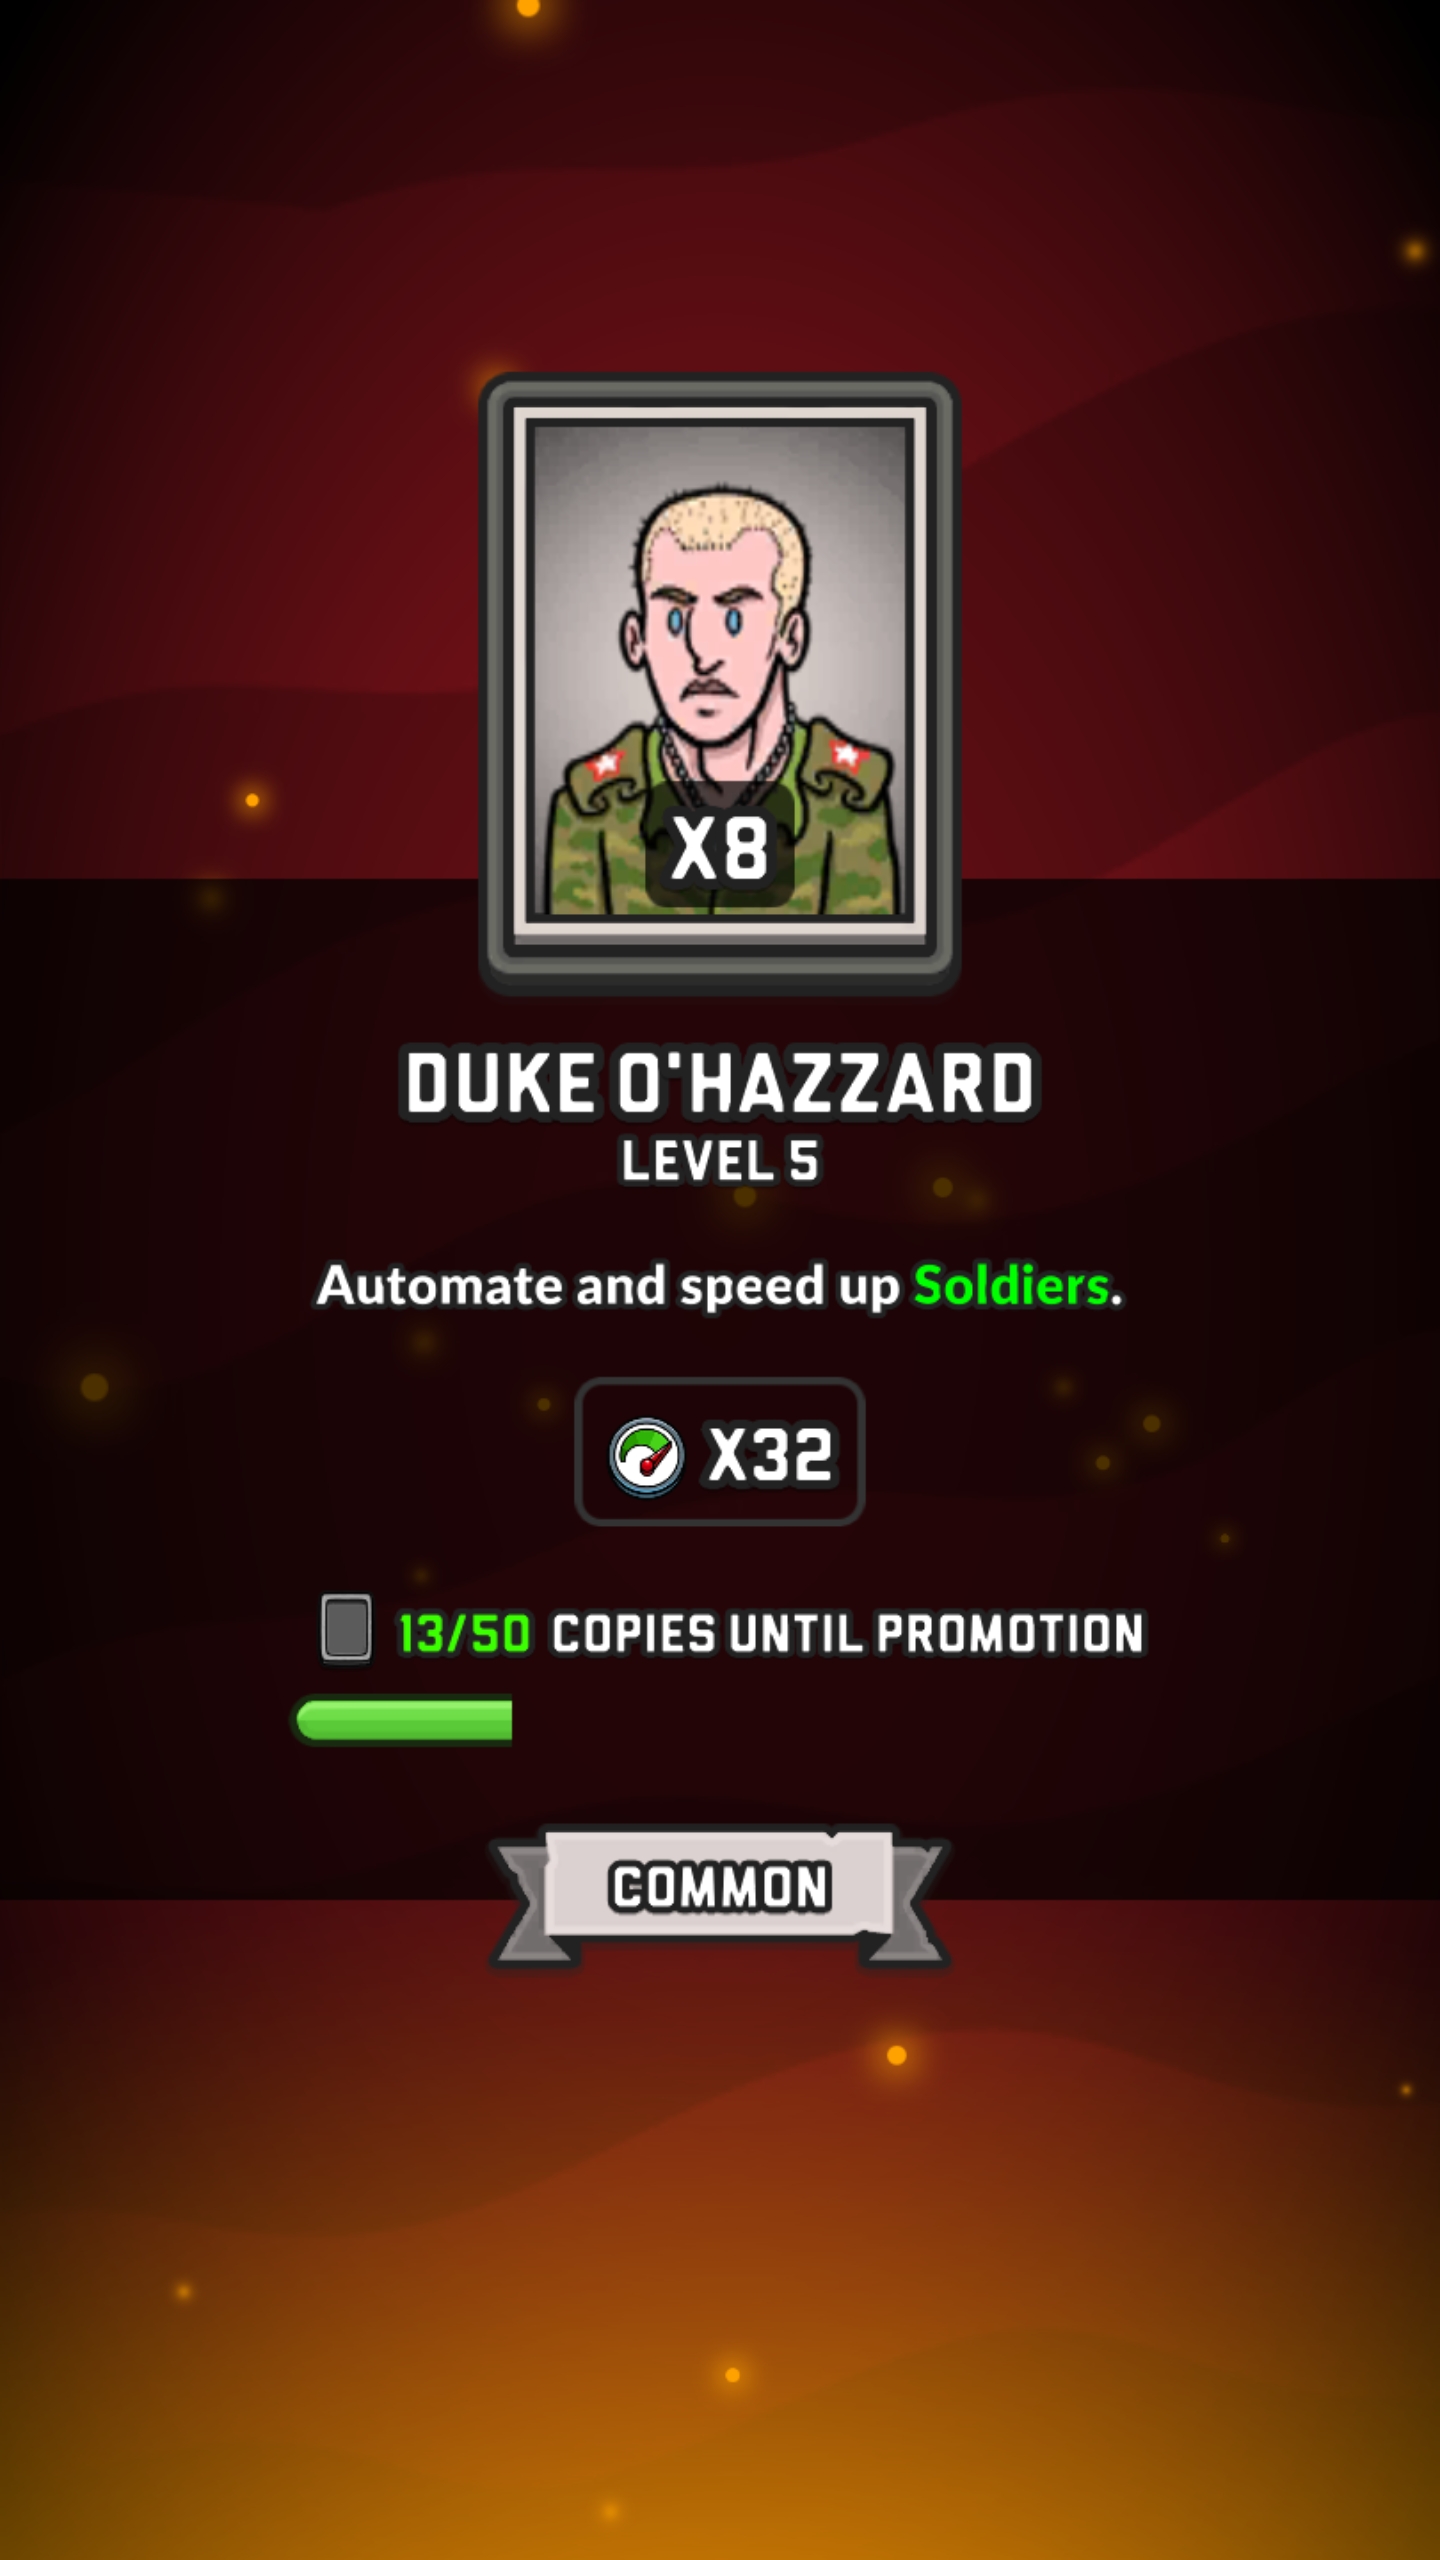 X8
DUKE O'HAZZARD
LEVEL 5
Automate and speed up Soldiers.
X32
13/50 COPIES UNTIL PROMOTION
COMMON